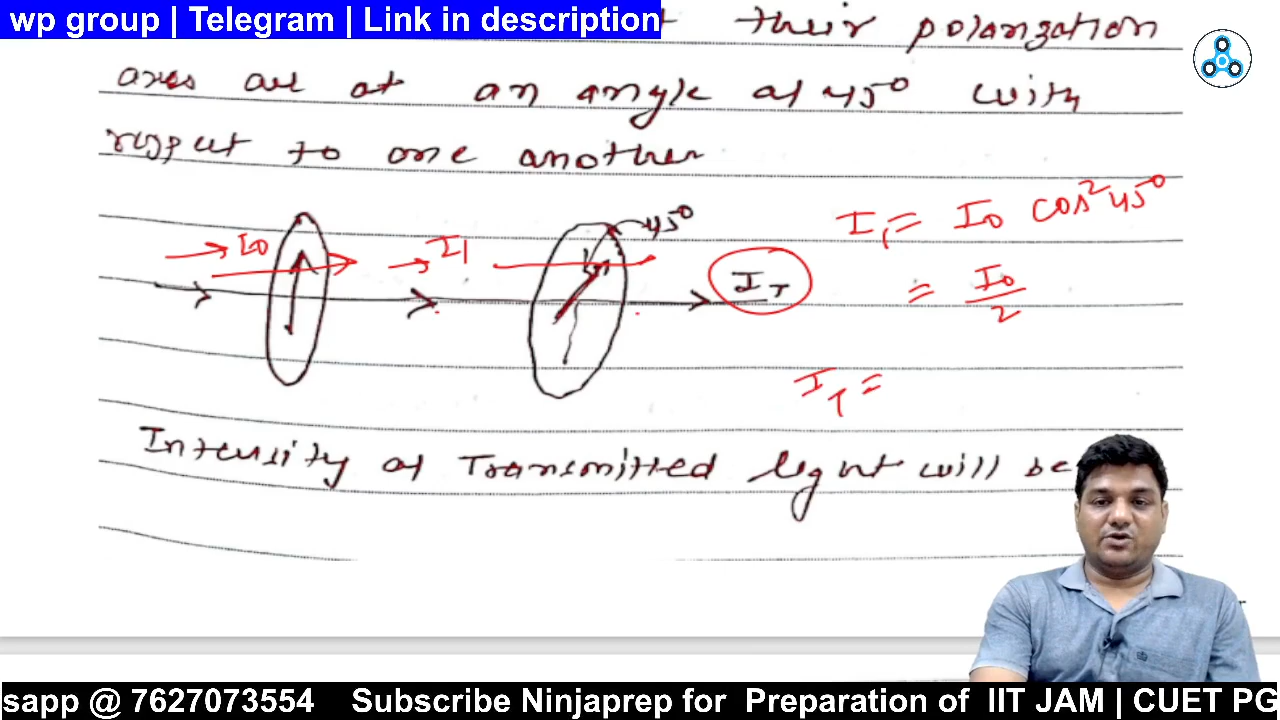 wp group | Telegram | Link in description
their polarization
axes are at an angle of 45° with
respect to one another
→ I0
→ I1
45°
IT
I1 = I0 cos² 45°
= I0/2
IT =
Intensity of Transmitted light will be
sapp @ 7627073554 Subscribe Ninjaprep for Preparation of IIT JAM | CUET PG